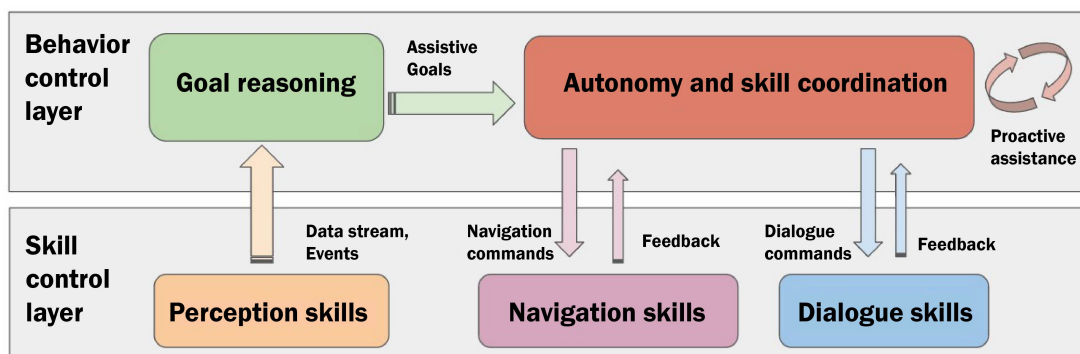 Behavior
control
layer
Goal reasoning
Assistive
Goals
Autonomy and skill coordination
Proactive
assistance
Skill
control
layer
Data stream,
Events
Navigation
commands
Feedback
Dialogue
commands
Feedback
Perception skills
Navigation skills
Dialogue skills